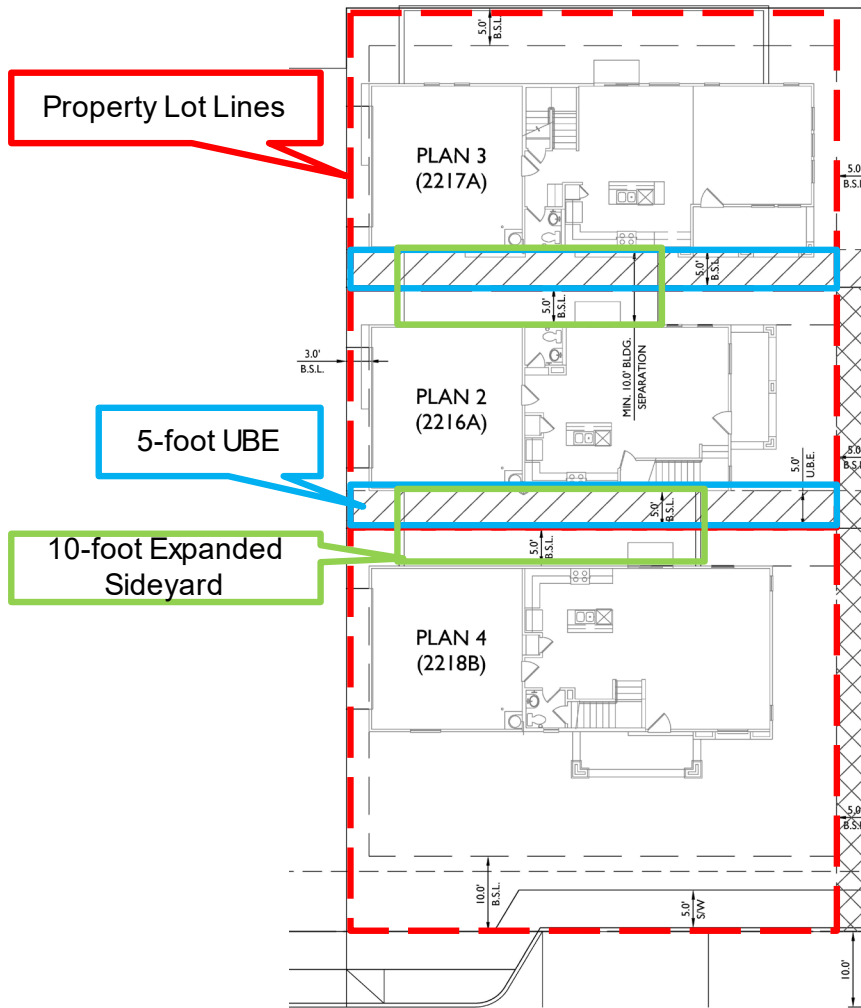 5.0'
B.S.L.
Property Lot Lines
PLAN 3
(2217A)
5.0'
B.S.L.
5.0'
B.S.L.
5.0'
B.S.L.
MIN. 10.0' BLDG.
SEPARATION
3.0'
B.S.L.
PLAN 2
(2216A)
5-foot UBE
5.0'
B.S.L.
5.0'
U.B.E.
5.0'
B.S.L.
10-foot Expanded
Sideyard
5.0'
B.S.L.
PLAN 4
(2218B)
5.0'
B.S.L.
10.0'
B.S.L.
5.0'
S/W
10.0'